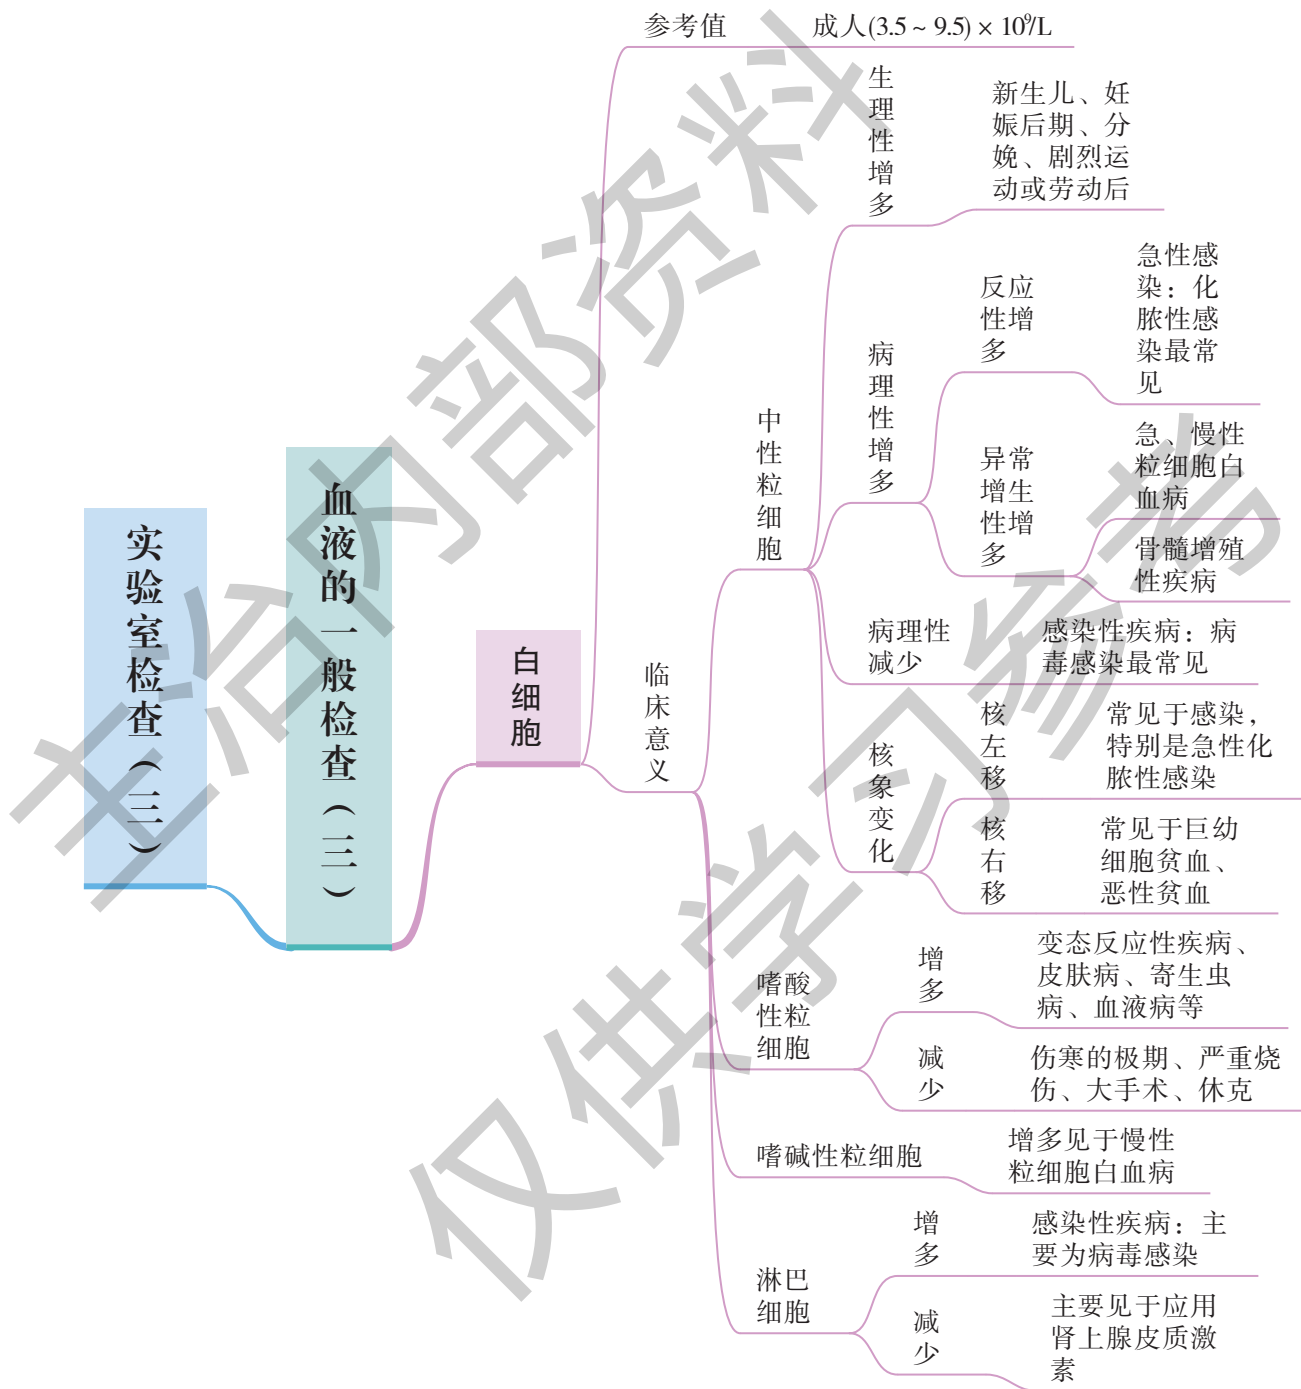 实验室检查（三）
血液的一般检查（三）
白细胞
参考值
成人(3.5 ~ 9.5) × 10⁹/L
临床意义
中性粒细胞
生理性增多
新生儿、妊
娠后期、分
娩、剧烈运
动或劳动后
病理性增多
反应
性增
多
急性感
染：化
脓性感
染最常
见
异常
增生
性增
多
急、慢性
粒细胞白
血病
骨髓增殖
性疾病
病理性
减少
感染性疾病：病
毒感染最常见
核象变化
核左移
常见于感染，
特别是急性化
脓性感染
核右移
常见于巨幼
细胞贫血、
恶性贫血
嗜酸
性粒
细胞
增多
变态反应性疾病、
皮肤病、寄生虫
病、血液病等
减少
伤寒的极期、严重烧
伤、大手术、休克
嗜碱性粒细胞
增多见于慢性
粒细胞白血病
淋巴
细胞
增多
感染性疾病：主
要为病毒感染
减少
主要见于应用
肾上腺皮质激
素
主治内部资料
仅供学习参考